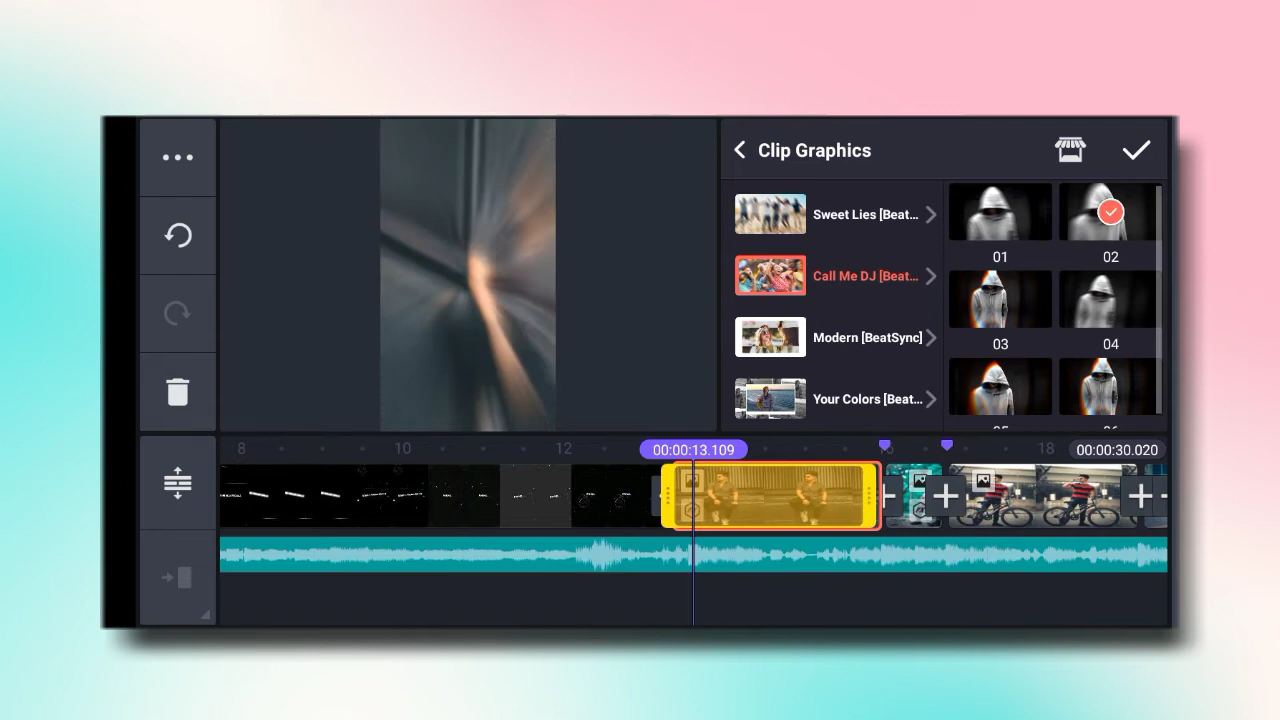 Clip Graphics
Sweet Lies [Beat...
Call Me DJ [Beat...
Modern [BeatSync]
Your Colors [Beat...
01
02
03
04
8
10
12
00:00:13.109
18
00:00:30.020